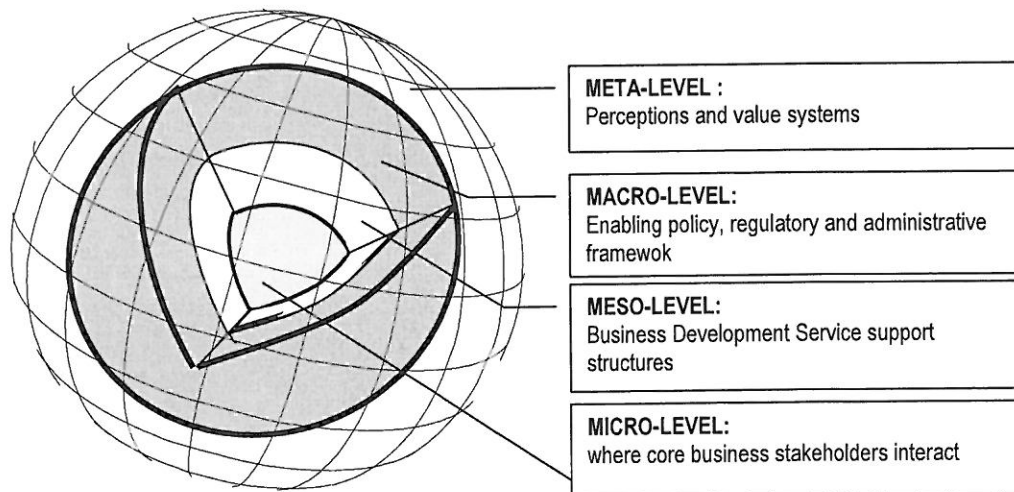 META-LEVEL :
Perceptions and value systems
MACRO-LEVEL:
Enabling policy, regulatory and administrative
framewok
MESO-LEVEL:
Business Development Service support
structures
MICRO-LEVEL:
where core business stakeholders interact